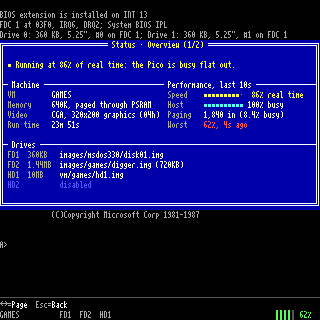 BIOS extension is installed on INT 13
FDC 1 at 03F0, IRQ6, DRQ2; System BIOS IPL
Drive 0: 360 KB, 5.25", M0 on FDC 1; Drive 1: 360 KB, 5.25", M1 on FDC 1
Status - Overview (1/2)
Running at 86% of real time: the Pico is busy flat out.
Machine
Performance, last 10s
VM GAMES
Speed 86% real time
Memory 640K, paged through PSRAM
Host 100% busy
Video CGA, 320x200 graphics (04h)
Paging 1,840 in (8.4% busy)
Run time 23m 51s
Worst 62%, 4s ago
Drives
FD1 360KB images/msdos330/disk01.img
FD2 1.44MB images/games/digger.img (720KB)
HD1 10MB vm/games/hd1.img
HD2 disabled
(C)Copyright Microsoft Corp 1981-1987
A>
↔=Page Esc=Back
GAMES FD1 FD2 HD1 62%